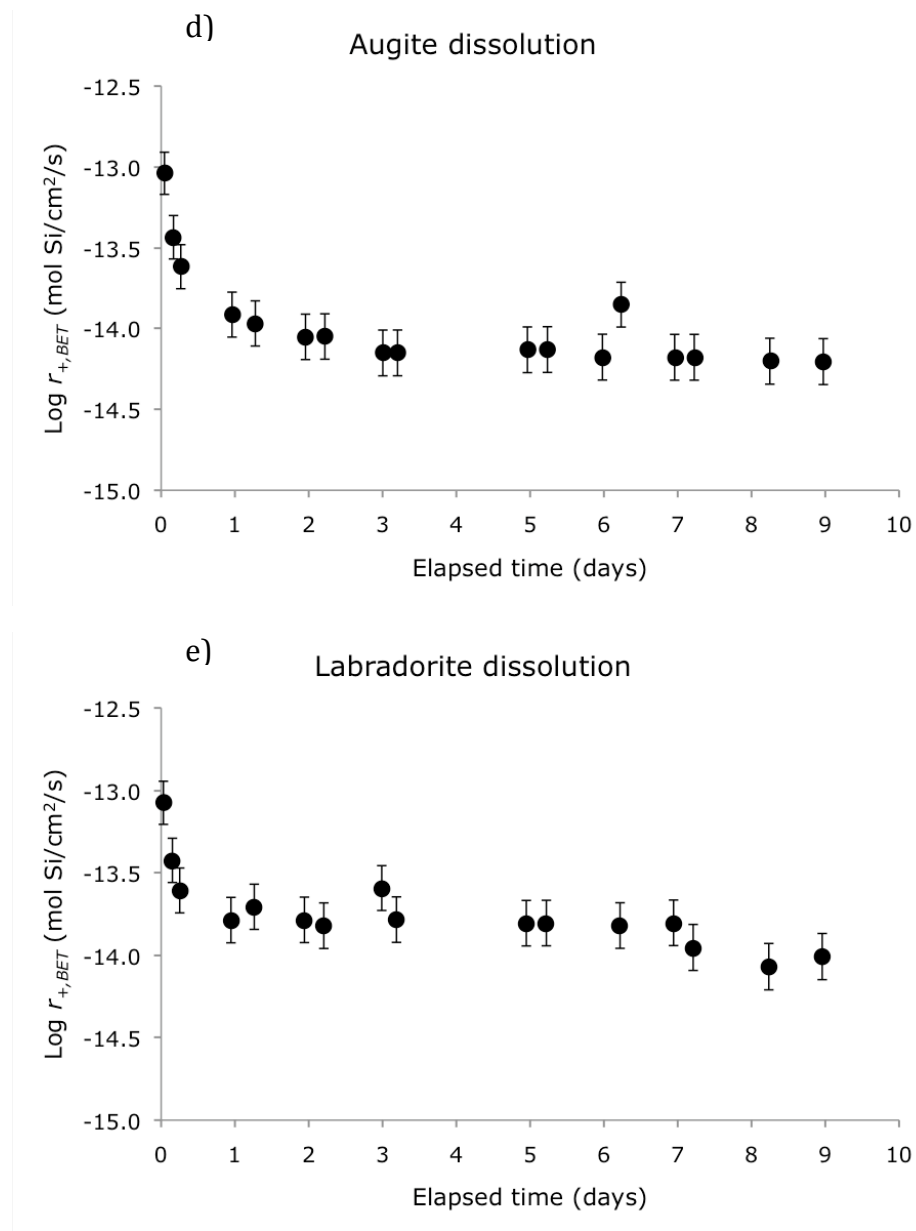 d)
Augite dissolution
-12.5
-13.0
-13.5
-14.0
-14.5
-15.0
Log r+,BET (mol Si/cm²/s)
0 1 2 3 4 5 6 7 8 9 10
Elapsed time (days)
e)
Labradorite dissolution
-12.5
-13.0
-13.5
-14.0
-14.5
-15.0
Log r+,BET (mol Si/cm²/s)
0 1 2 3 4 5 6 7 8 9 10
Elapsed time (days)